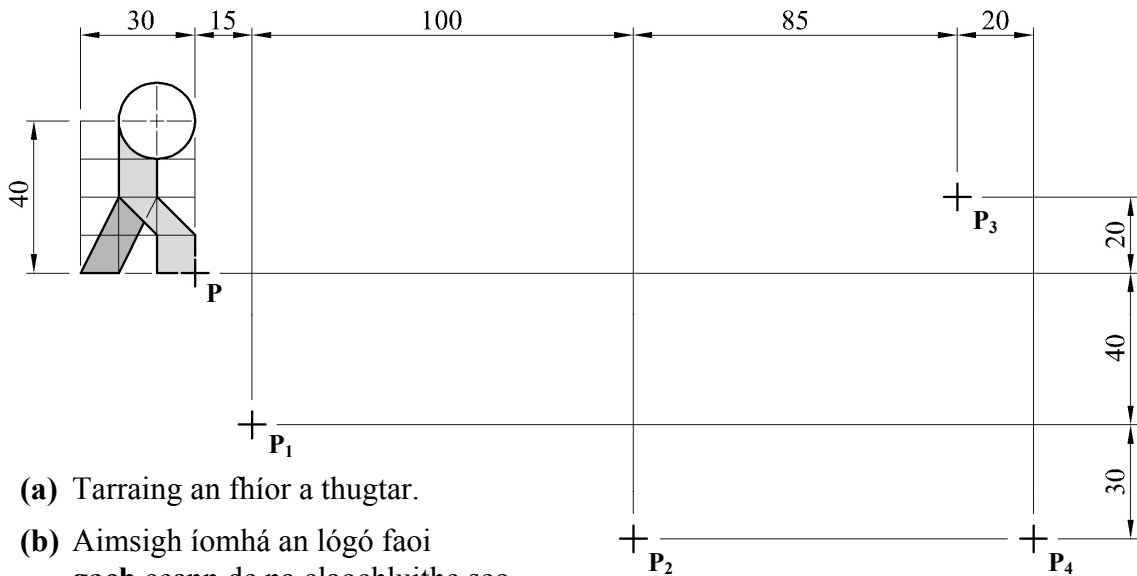 30 15 100 85 20
40
P₃
20
P
40
P₁
30
(a) Tarraing an fhíor a thugtar.
(b) Aimsigh íomhá an lógó faoi
P₂ P₄